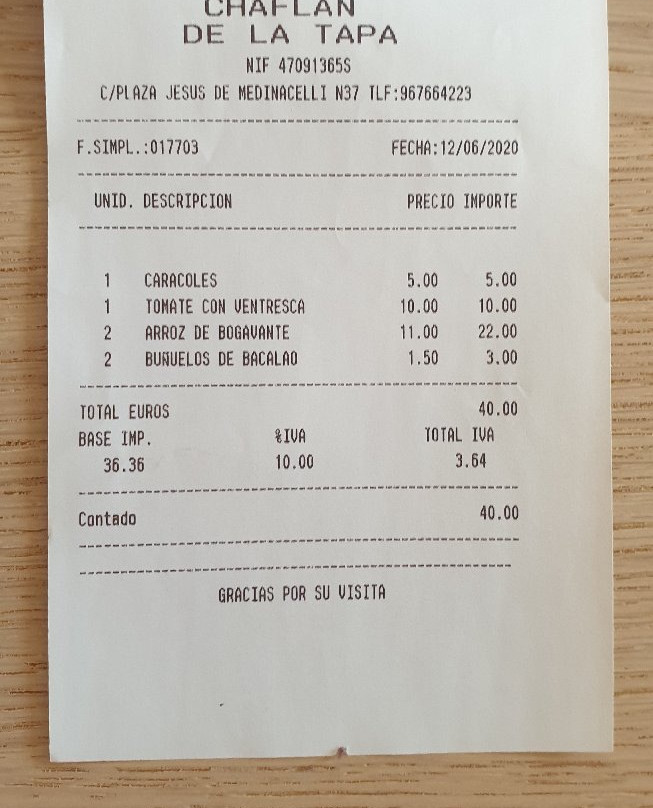 CHAFLAN
DE LA TAPA
NIF 47091365S
C/PLAZA JESUS DE MEDINACELLI N37 TLF:967664223
F.SIMPL.:017703 FECHA:12/06/2020
UNID. DESCRIPCION PRECIO IMPORTE
1 CARACOLES 5.00 5.00
1 TOMATE CON VENTRESCA 10.00 10.00
2 ARROZ DE BOGAVANTE 11.00 22.00
2 BUÑUELOS DE BACALAO 1.50 3.00
TOTAL EUROS 40.00
BASE IMP. %IVA TOTAL IVA
36.36 10.00 3.64
Contado 40.00
GRACIAS POR SU VISITA